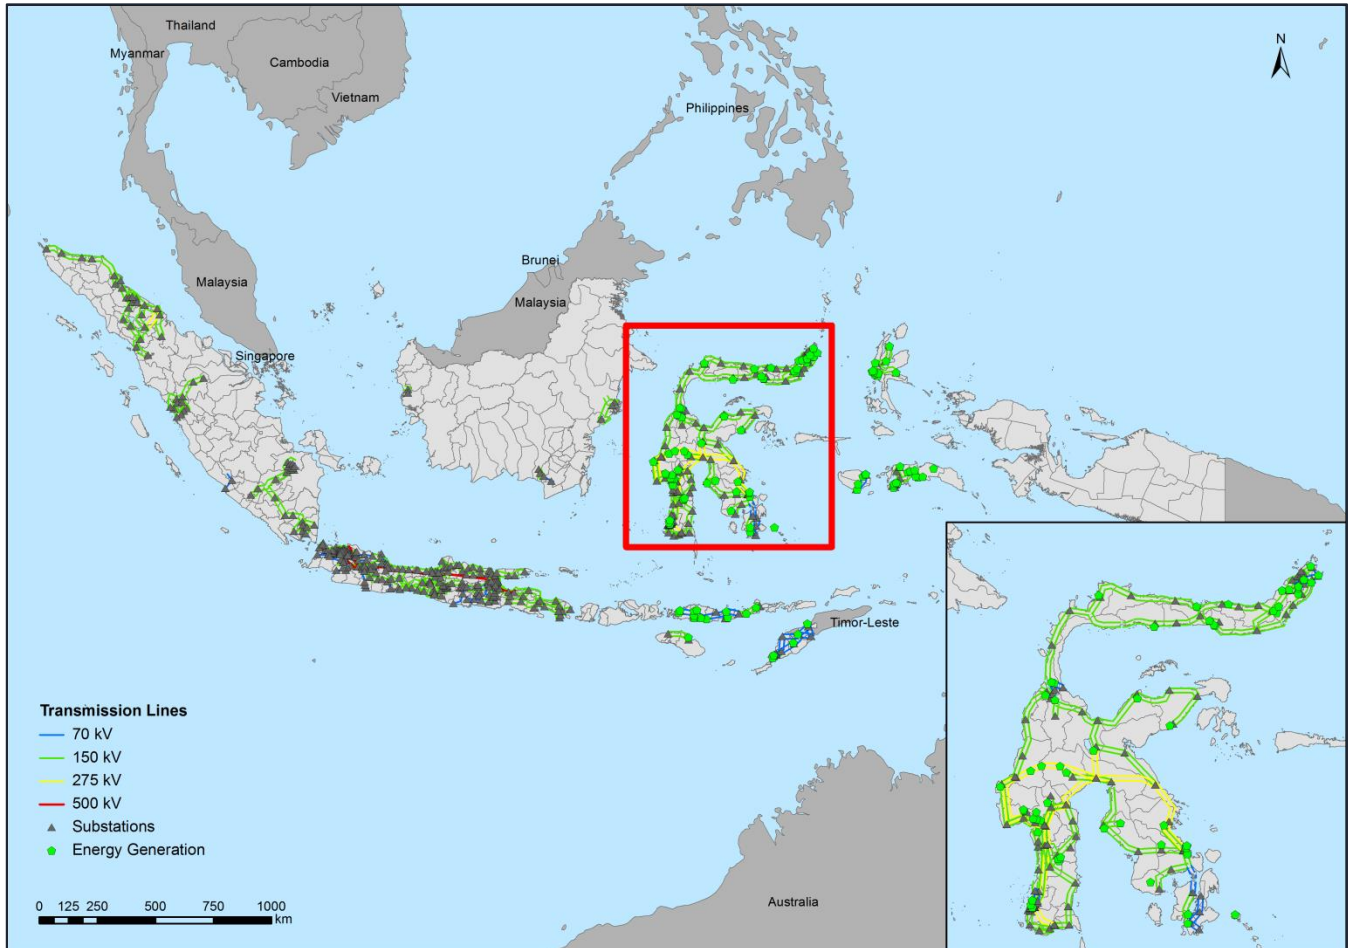 Thailand
Myanmar
Cambodia
Vietnam
Philippines
N
Brunei
Malaysia
Malaysia
Singapore
Timor-Leste
Australia
Transmission Lines
70 kV
150 kV
275 kV
500 kV
Substations
Energy Generation
0 125 250 500 750 1000
km